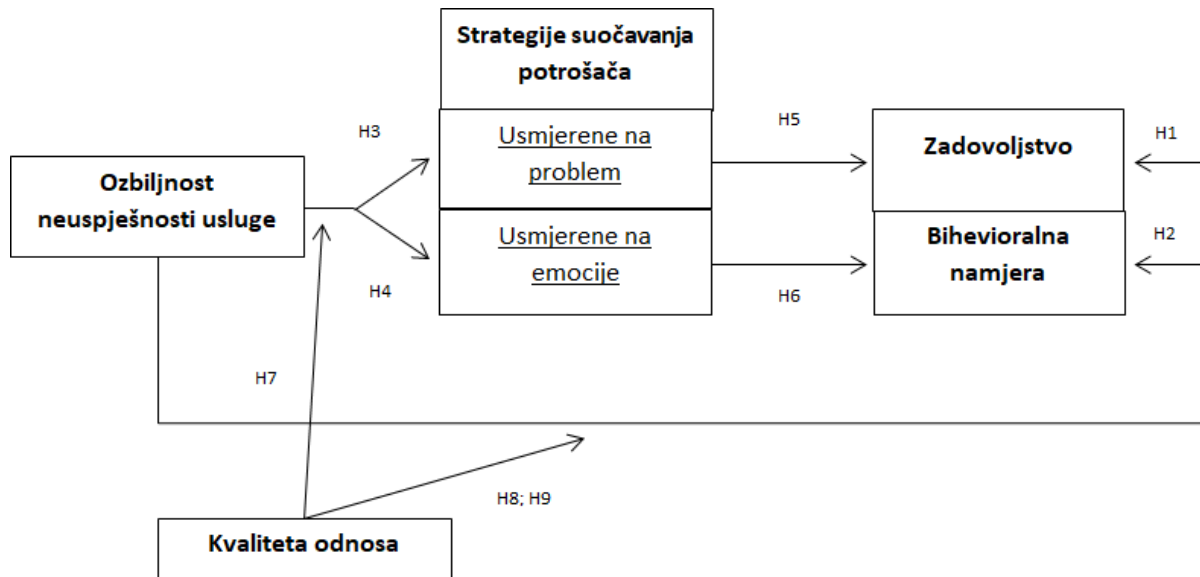 Strategije suočavanja
potrošača
H3
Usmjerene na
problem
H5
Zadovoljstvo
H1
Ozbiljnost
neuspješnosti usluge
H4
Usmjerene na
emocije
H6
Bihevioralna
namjera
H2
H7
H8; H9
Kvaliteta odnosa